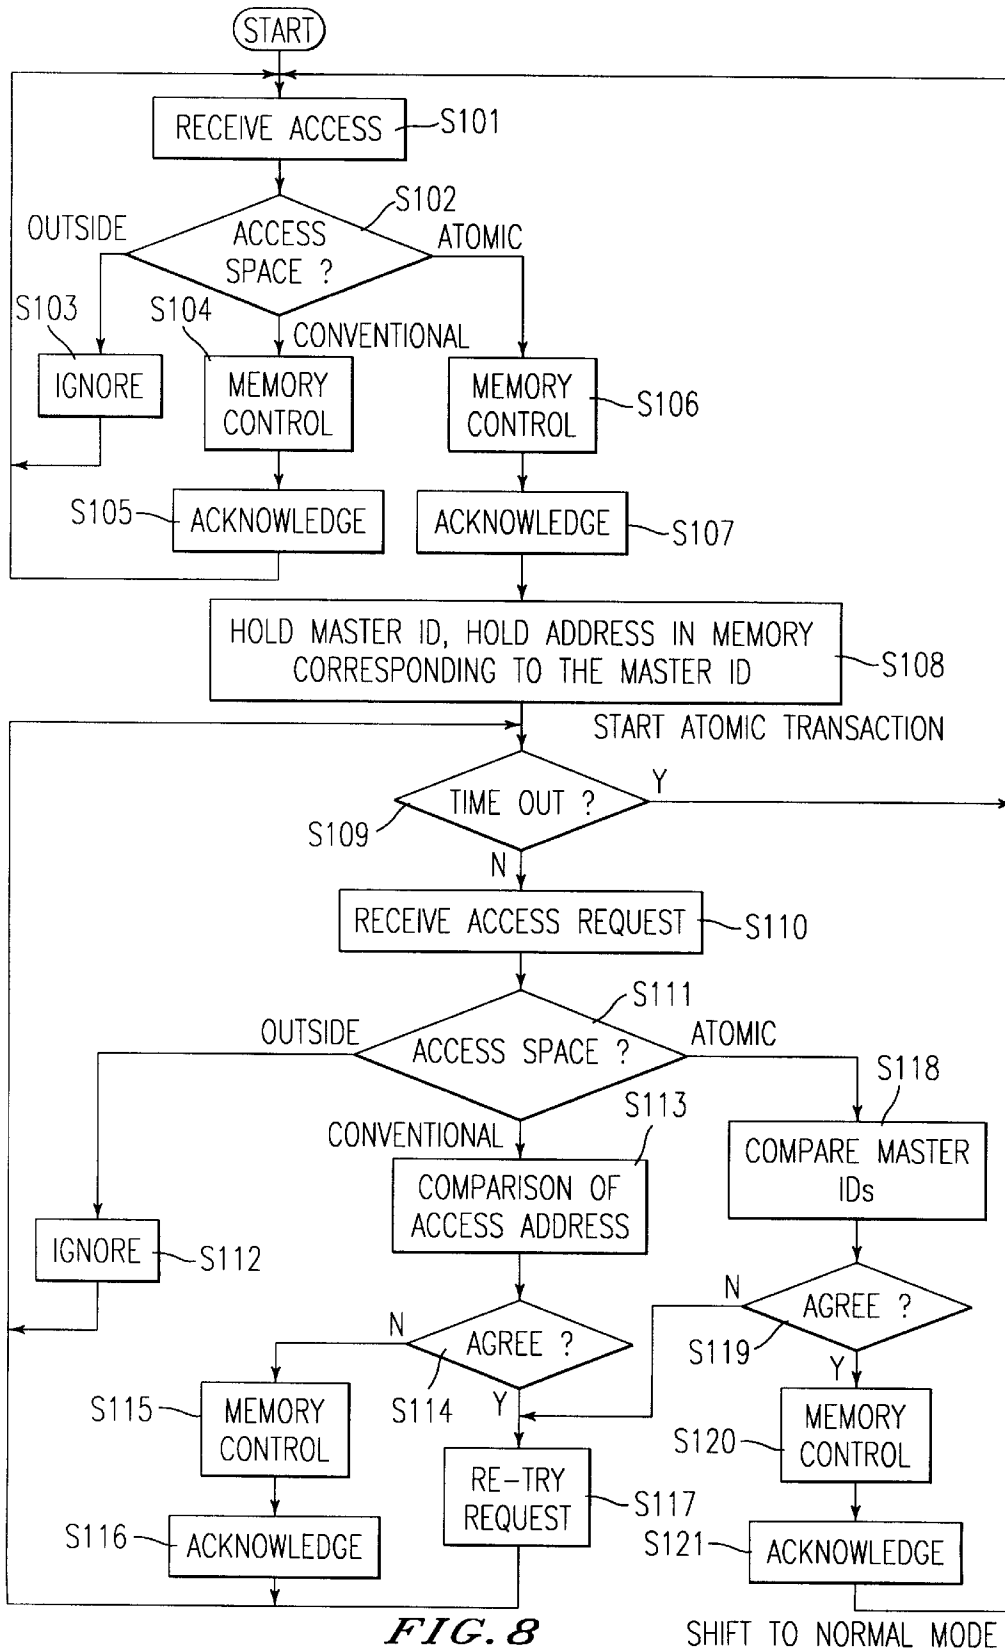 START
RECEIVE ACCESS
S101
S102
OUTSIDE
ACCESS
SPACE ?
ATOMIC
S103
S104
CONVENTIONAL
IGNORE
MEMORY
CONTROL
MEMORY
CONTROL
S106
S105
ACKNOWLEDGE
ACKNOWLEDGE
S107
HOLD MASTER ID, HOLD ADDRESS IN MEMORY
CORRESPONDING TO THE MASTER ID
S108
START ATOMIC TRANSACTION
TIME OUT ?
Y
S109
N
RECEIVE ACCESS REQUEST
S110
S111
OUTSIDE
ACCESS SPACE ?
ATOMIC
S118
S113
CONVENTIONAL
COMPARISON OF
ACCESS ADDRESS
COMPARE MASTER
IDs
IGNORE
S112
N
AGREE ?
S119
N
AGREE ?
S114
Y
Y
S115
MEMORY
CONTROL
MEMORY
CONTROL
S120
RE-TRY
REQUEST
S117
S116
ACKNOWLEDGE
S121
ACKNOWLEDGE
FIG. 8
SHIFT TO NORMAL MODE